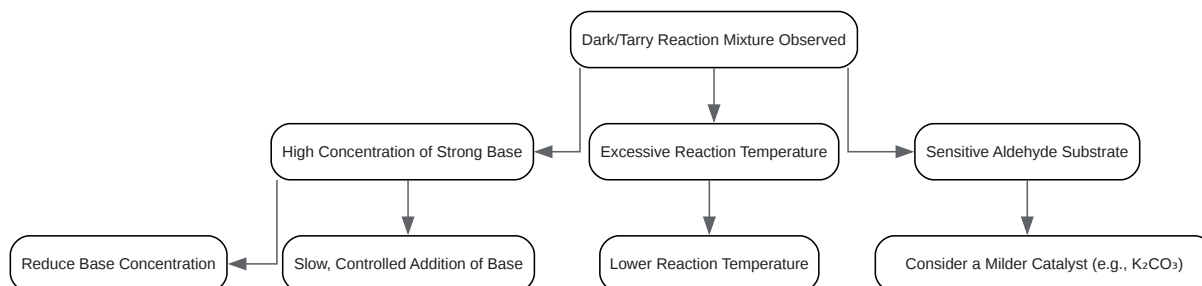 Dark/Tarry Reaction Mixture Observed
High Concentration of Strong Base
Excessive Reaction Temperature
Sensitive Aldehyde Substrate
Reduce Base Concentration
Slow, Controlled Addition of Base
Lower Reaction Temperature
Consider a Milder Catalyst (e.g., K₂CO₃)